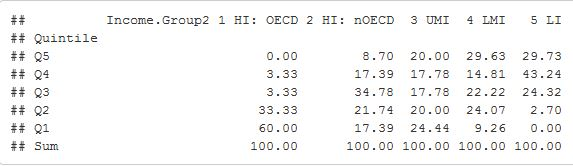 ##           Income.Group2 1 HI: OECD 2 HI: nOECD  3 UMI  4 LMI   5 LI
## Quintile
## Q5                            0.00        8.70  20.00  29.63  29.73
## Q4                            3.33       17.39  17.78  14.81  43.24
## Q3                            3.33       34.78  17.78  22.22  24.32
## Q2                           33.33       21.74  20.00  24.07   2.70
## Q1                           60.00       17.39  24.44   9.26   0.00
## Sum                         100.00      100.00 100.00 100.00 100.00